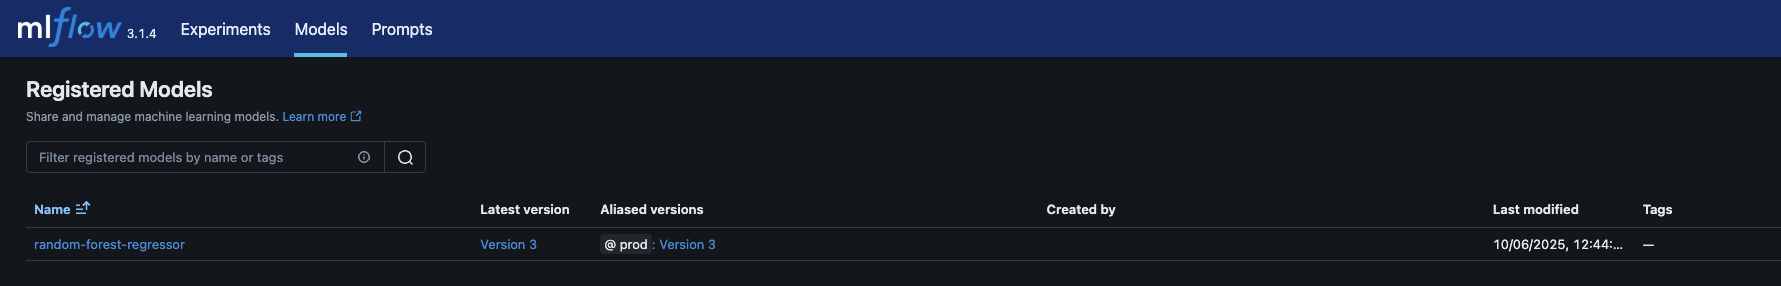 mlflow 3.1.4 Experiments Models Prompts
Registered Models
Share and manage machine learning models. Learn more
Filter registered models by name or tags
Name Latest version Aliased versions Created by Last modified Tags
random-forest-regressor Version 3 @ prod : Version 3 10/06/2025, 12:44:... —